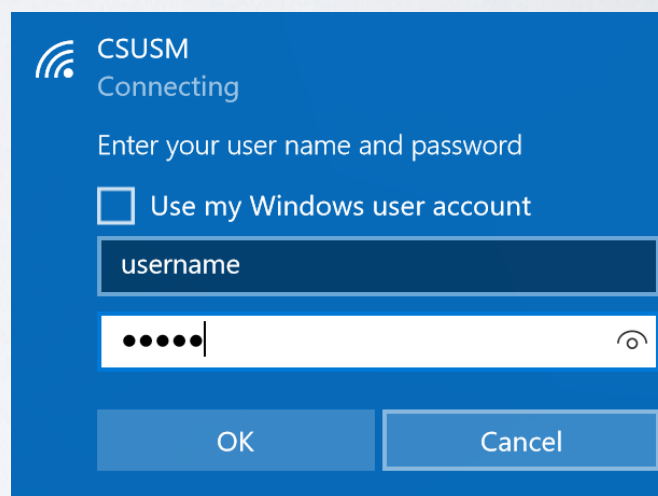 CSUSM
Connecting
Enter your user name and password
Use my Windows user account
username
●●●●●
OK Cancel